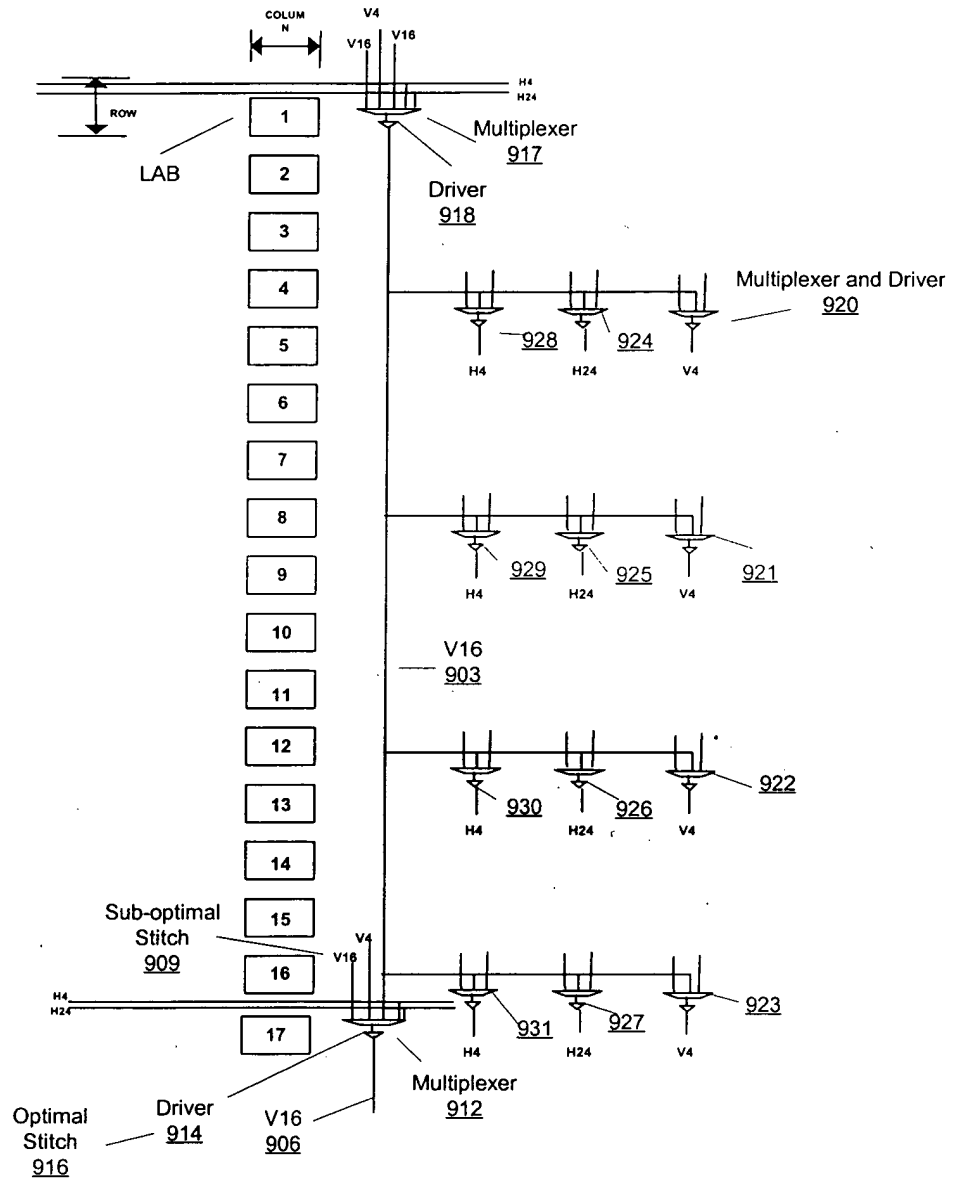 COLUM
N
V4
V16
V16
H4
H24
ROW
1
Multiplexer
917
LAB
2
Driver
918
3
4
Multiplexer and Driver
920
928
924
5
H4
H24
V4
6
7
8
929
925
921
9
H4
H24
V4
10
V16
903
11
12
922
930
926
13
H4
H24
V4
14
15
Sub-optimal
Stitch
909
V4
V16
16
H4
H24
923
931
927
17
H4
H24
V4
Multiplexer
912
Driver
914
V16
906
Optimal
Stitch
916